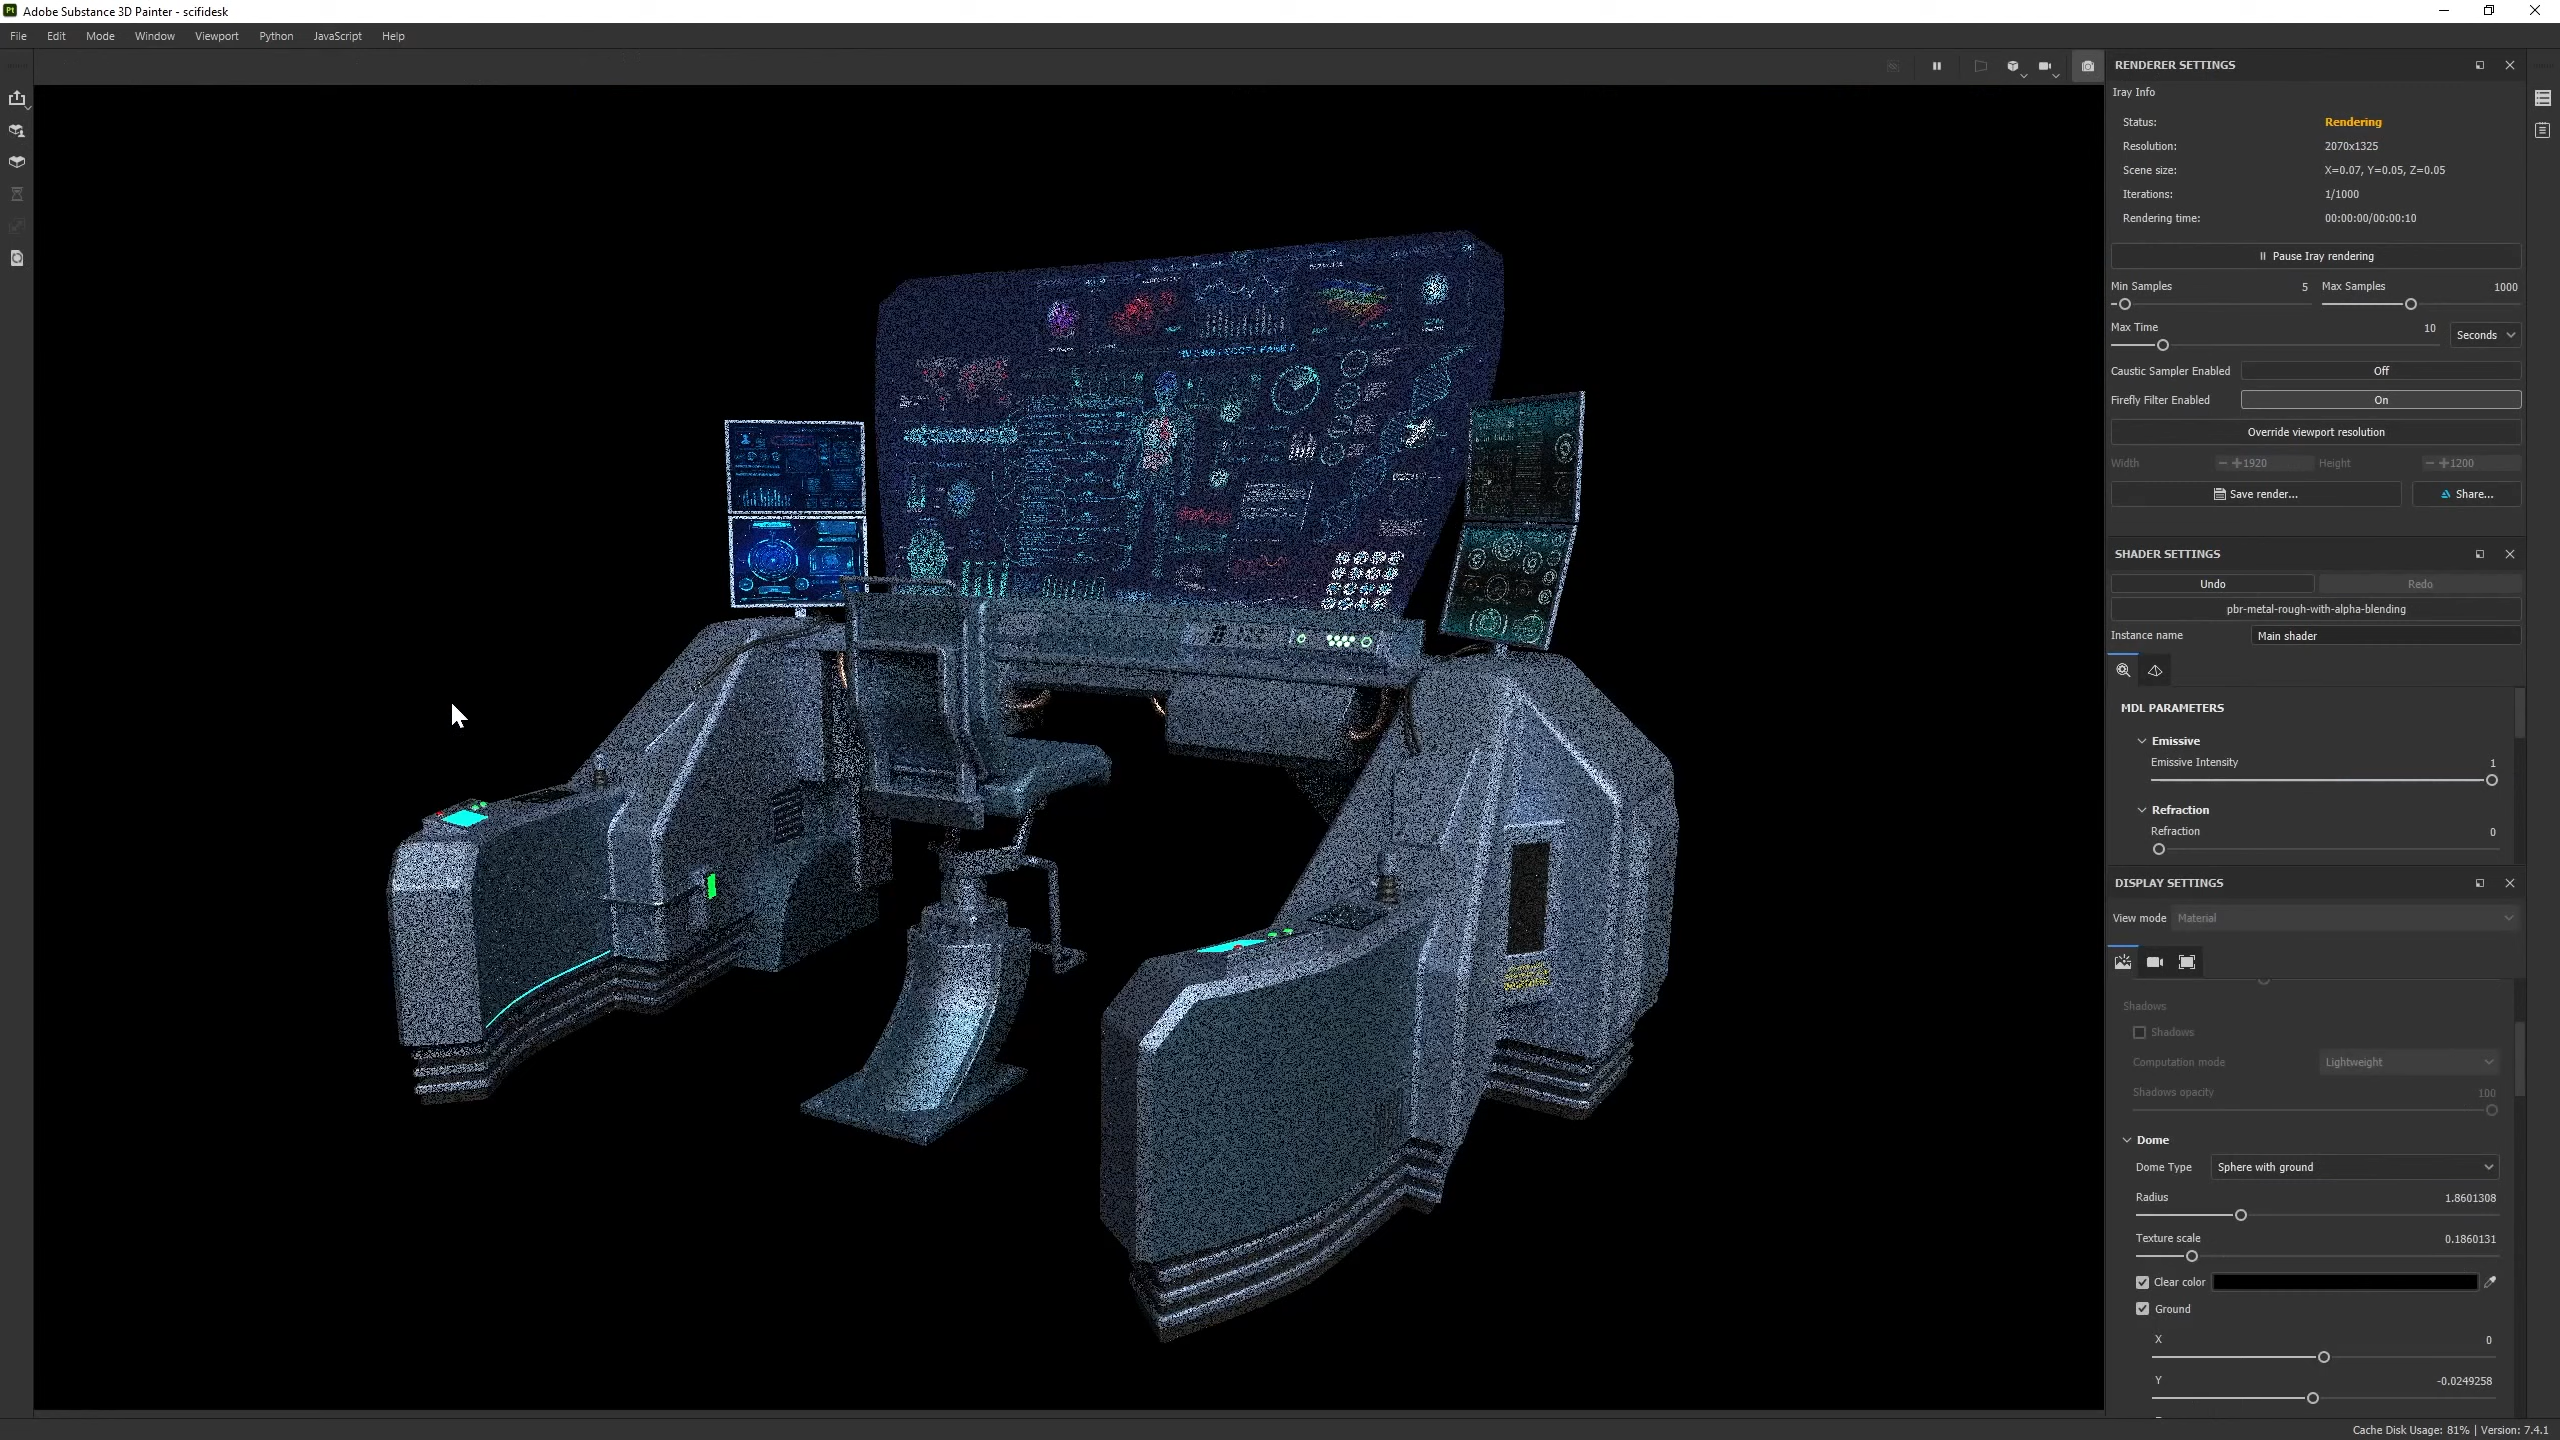 Pt Adobe Substance 3D Painter - scifidesk
File Edit Mode Window Viewport Python JavaScript Help
RENDERER SETTINGS
Iray Info
Status: Rendering
Resolution: 2070x1325
Scene size: X=0.07, Y=0.05, Z=0.05
Iterations: 1/1000
Rendering time: 00:00:00/00:00:10
Pause Iray rendering
Min Samples 5 Max Samples 1000
Max Time 10 Seconds
Caustic Sampler Enabled Off
Firefly Filter Enabled On
Override viewport resolution
Width 1920 Height 1200
Save render... Share...
SHADER SETTINGS
Undo Redo
pbr-metal-rough-with-alpha-blending
Instance name Main shader
MDL PARAMETERS
Emissive
Emissive Intensity 1
Refraction
Refraction 0
DISPLAY SETTINGS
View mode Material
Shadows
Shadows
Computation mode Lightweight
Shadows opacity 100
Dome
Dome Type Sphere with ground
Radius 1.8601308
Texture scale 0.1860131
Clear color
Ground
X 0
Y -0.0249258
Cache Disk Usage: 81% | Version: 7.4.1